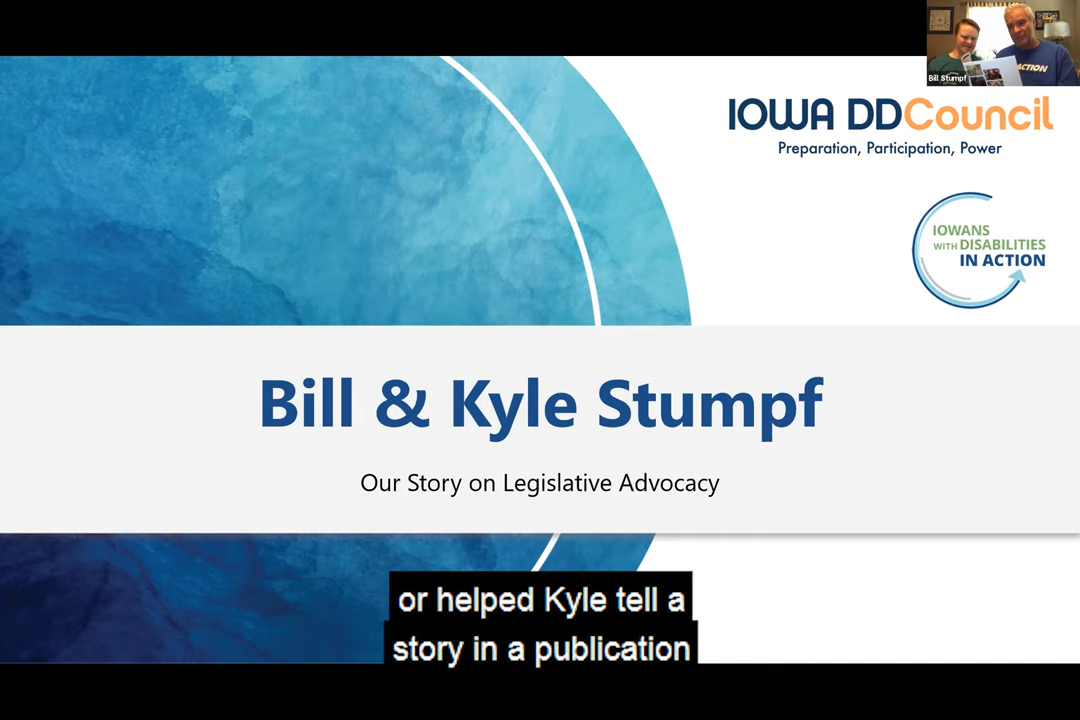 Bill Stumpf
ACTION
IOWA DDCouncil
Preparation, Participation, Power
IOWANS
WITH DISABILITIES
IN ACTION
Bill & Kyle Stumpf
Our Story on Legislative Advocacy
or helped Kyle tell a
story in a publication